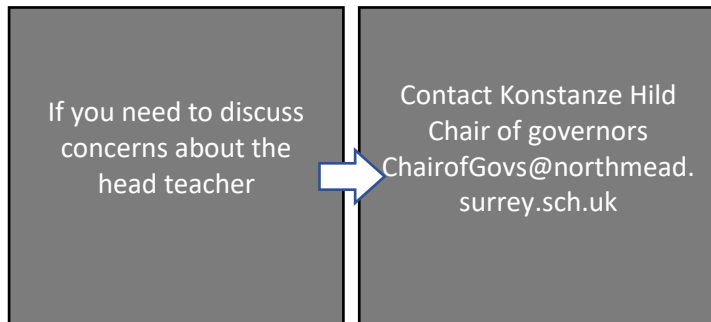 If you need to discuss
concerns about the
head teacher
Contact Konstanze Hild
Chair of governors
ChairofGovs@northmead.
surrey.sch.uk